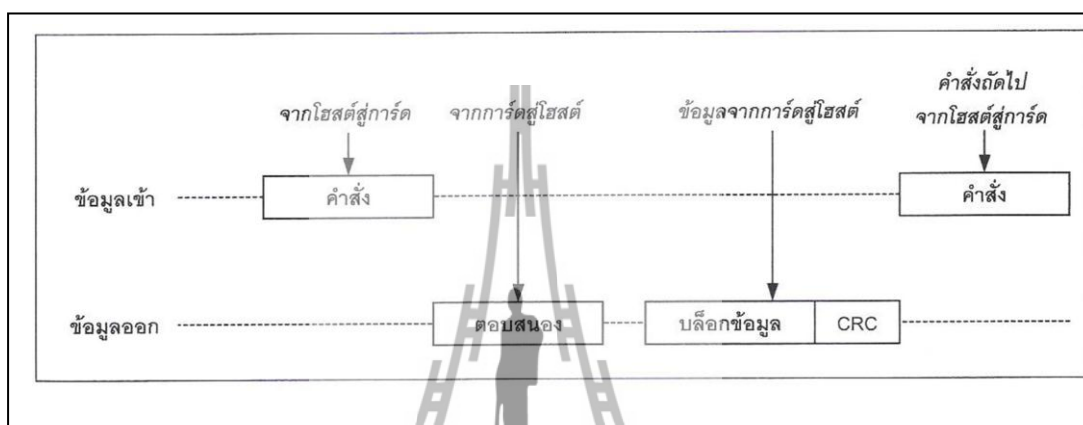 จากโฮสต์สู่การ์ด
จากการ์ดสู่โฮสต์
ข้อมูลจากการ์ดสู่โฮสต์
คำสั่งถัดไป
จากโฮสต์สู่การ์ด
ข้อมูลเข้า
คำสั่ง
คำสั่ง
ข้อมูลออก
ตอบสนอง
บล็อกข้อมูล
CRC